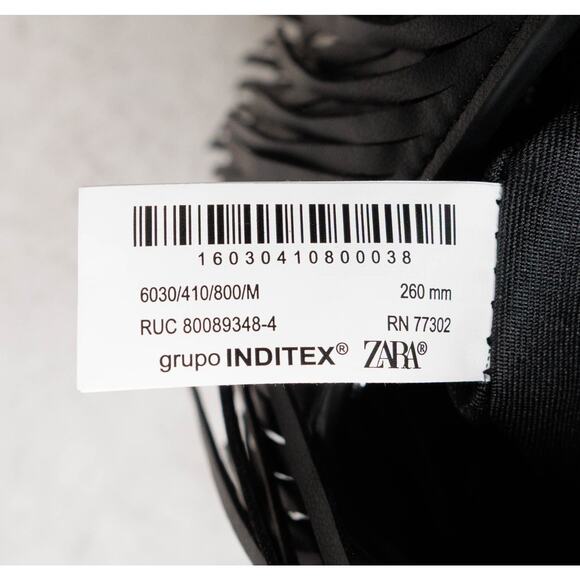 16030410800038
6030/410/800/M 260 mm
RUC 80089348-4 RN 77302
grupo INDITEX® ZARA®